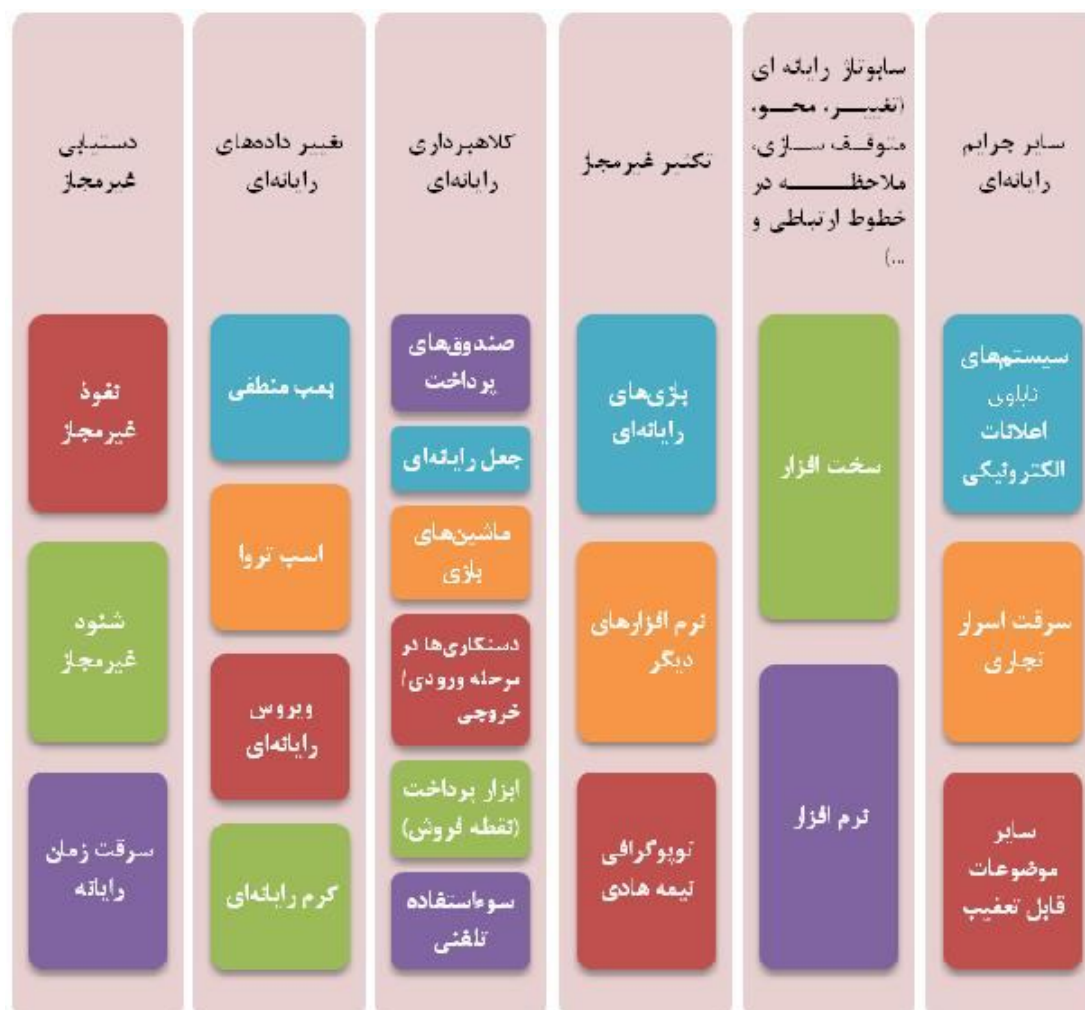 دستیابی
غیرمجاز
نفوذ
غیرمجاز
شنود
غیرمجاز
سرقت زمان
رایانه
تغییر داده‌های
رایانه‌ای
بمب منطقی
اسب تروا
ویروس
رایانه‌ای
کرم رایانه‌ای
کلاهبرداری
رایانه‌ای
صندوق‌های
پرداخت
جعل رایانه‌ای
ماشین‌های
بازی
دستکاری‌ها در
مرحله ورودی/
خروجی
ابزار پرداخت
(نقطه فروش)
سوءاستفاده
تلفنی
تکثیر غیرمجاز
بازی‌های
رایانه‌ای
نرم افزارهای
دیگر
توپوگرافی
نیمه هادی
سابوتاژ رایانه ای
(تغییر، محو،
متوقف سازی،
ملاحظه در
خطوط ارتباطی و
...)
سخت افزار
نرم افزار
سایر جرایم
رایانه‌ای
سیستم‌های
تابلوی
اعلانات
الکترونیکی
سرقت اسرار
تجاری
سایر
موضوعات
قابل تعقیب